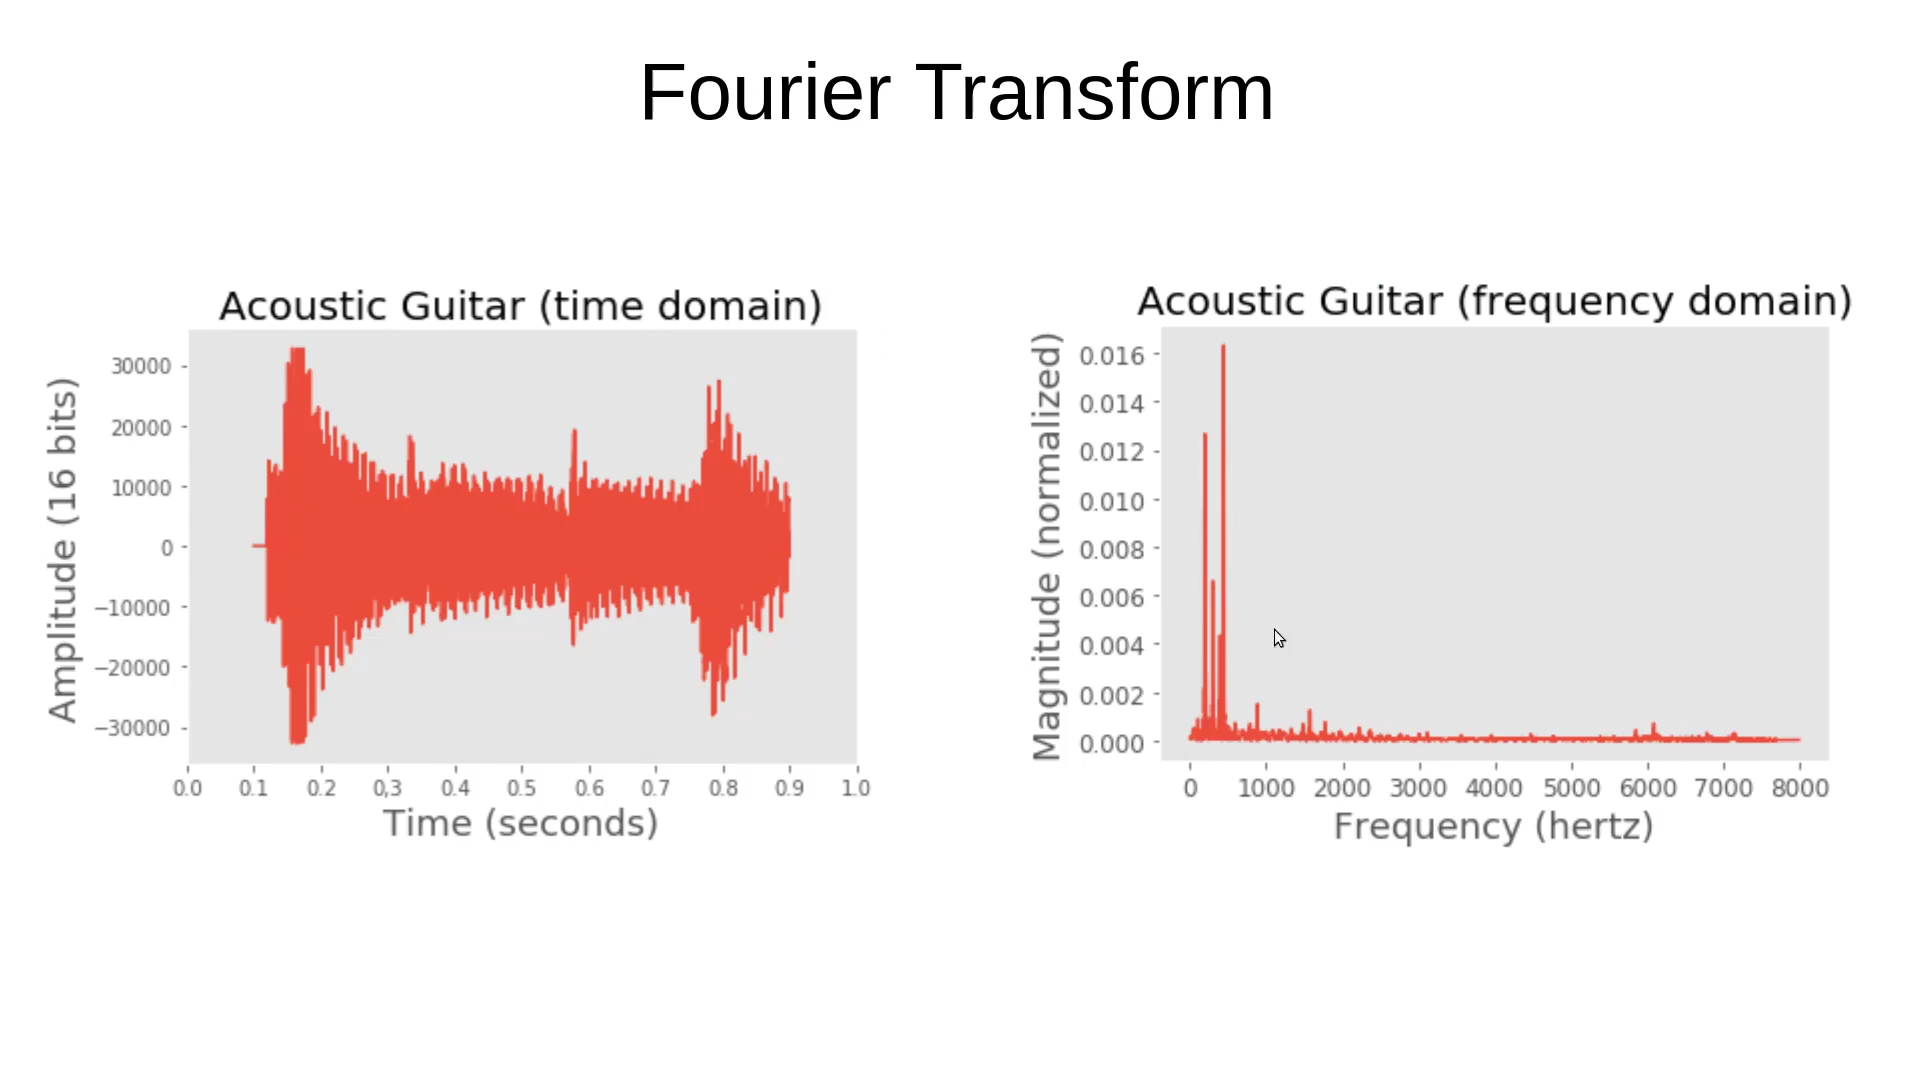 Fourier Transform
Acoustic Guitar (time domain)
Amplitude (16 bits)
30000
20000
10000
0
−10000
−20000
−30000
0.0 0.1 0.2 0,3 0.4 0.5 0.6 0.7 0.8 0.9 1.0
Time (seconds)
Acoustic Guitar (frequency domain)
Magnitude (normalized)
0.016
0.014
0.012
0.010
0.008
0.006
0.004
0.002
0.000
0 1000 2000 3000 4000 5000 6000 7000 8000
Frequency (hertz)